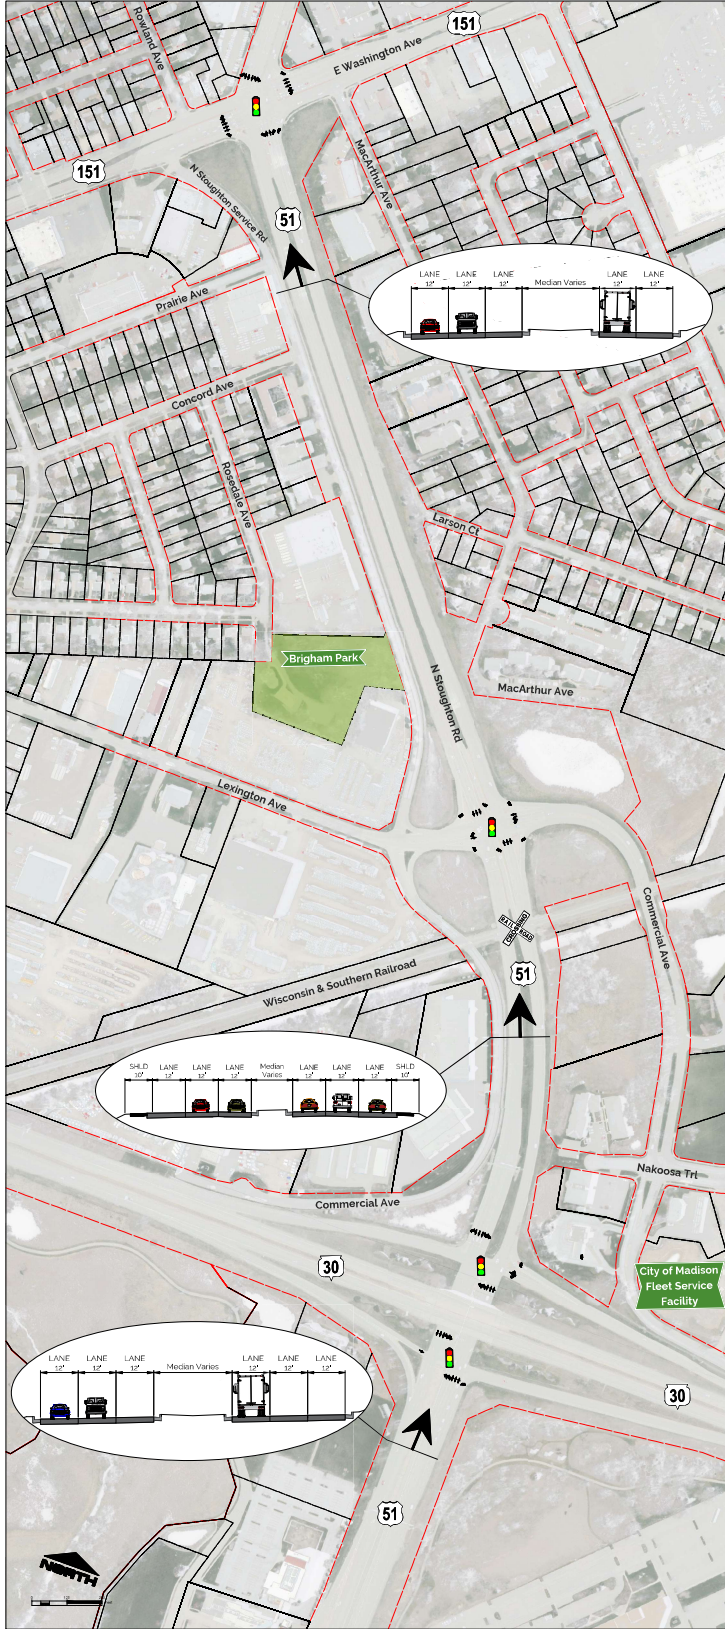 151
Rowland Ave
E Washington Ave
151
MacArthur Ave
N Stoughton Service Rd
51
LANE
12'
LANE
12'
LANE
12'
Median Varies
LANE
12'
LANE
12'
Prairie Ave
Concord Ave
Rosedale Ave
Larson Ct
Brigham Park
N Stoughton Rd
MacArthur Ave
Lexington Ave
Commercial Ave
RAIL ROAD
CROSSING
Wisconsin & Southern Railroad
51
SHLD
10'
LANE
12'
LANE
12'
LANE
12'
Median
Varies
LANE
12'
LANE
12'
LANE
12'
SHLD
10'
Nakoosa Trl
Commercial Ave
30
City of Madison
Fleet Service
Facility
LANE
12'
LANE
12'
LANE
12'
Median Varies
LANE
12'
LANE
12'
LANE
12'
30
51
NORTH